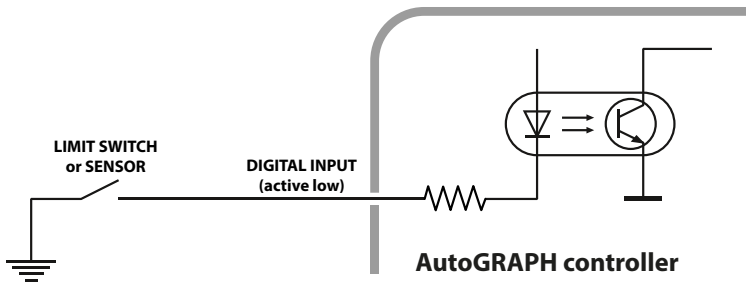 LIMIT SWITCH
or SENSOR
DIGITAL INPUT
(active low)
AutoGRAPH controller